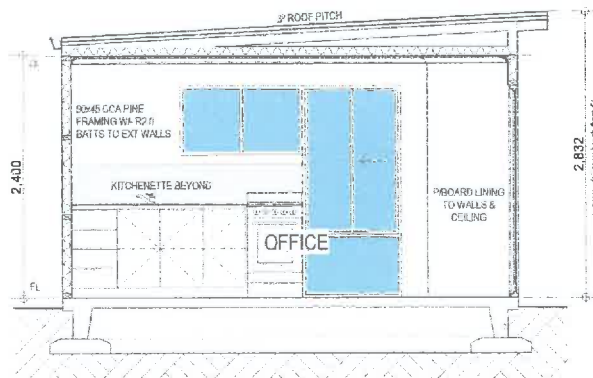 3° ROOF PITCH
90x45 CCA PINE
FRAMING W/ R2.0
BATTS TO EXT WALLS
2,400
2,832
KITCHENETTE BEYOND
P/BOARD LINING
TO WALLS &
CEILING
OFFICE
FL